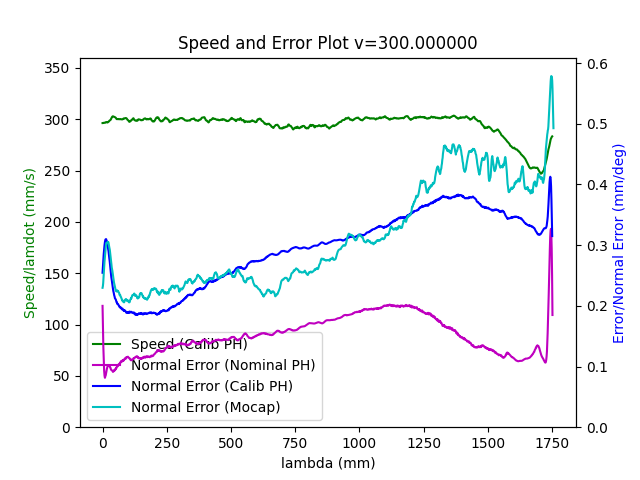 Speed and Error Plot v=300.000000
Speed/lamdot (mm/s)
350
300
250
200
150
100
50
0
0.6
0.5
0.4
0.3
0.2
0.1
0.0
Error/Normal Error (mm/deg)
Speed (Calib PH)
Normal Error (Nominal PH)
Normal Error (Calib PH)
Normal Error (Mocap)
0 250 500 750 1000 1250 1500 1750
lambda (mm)